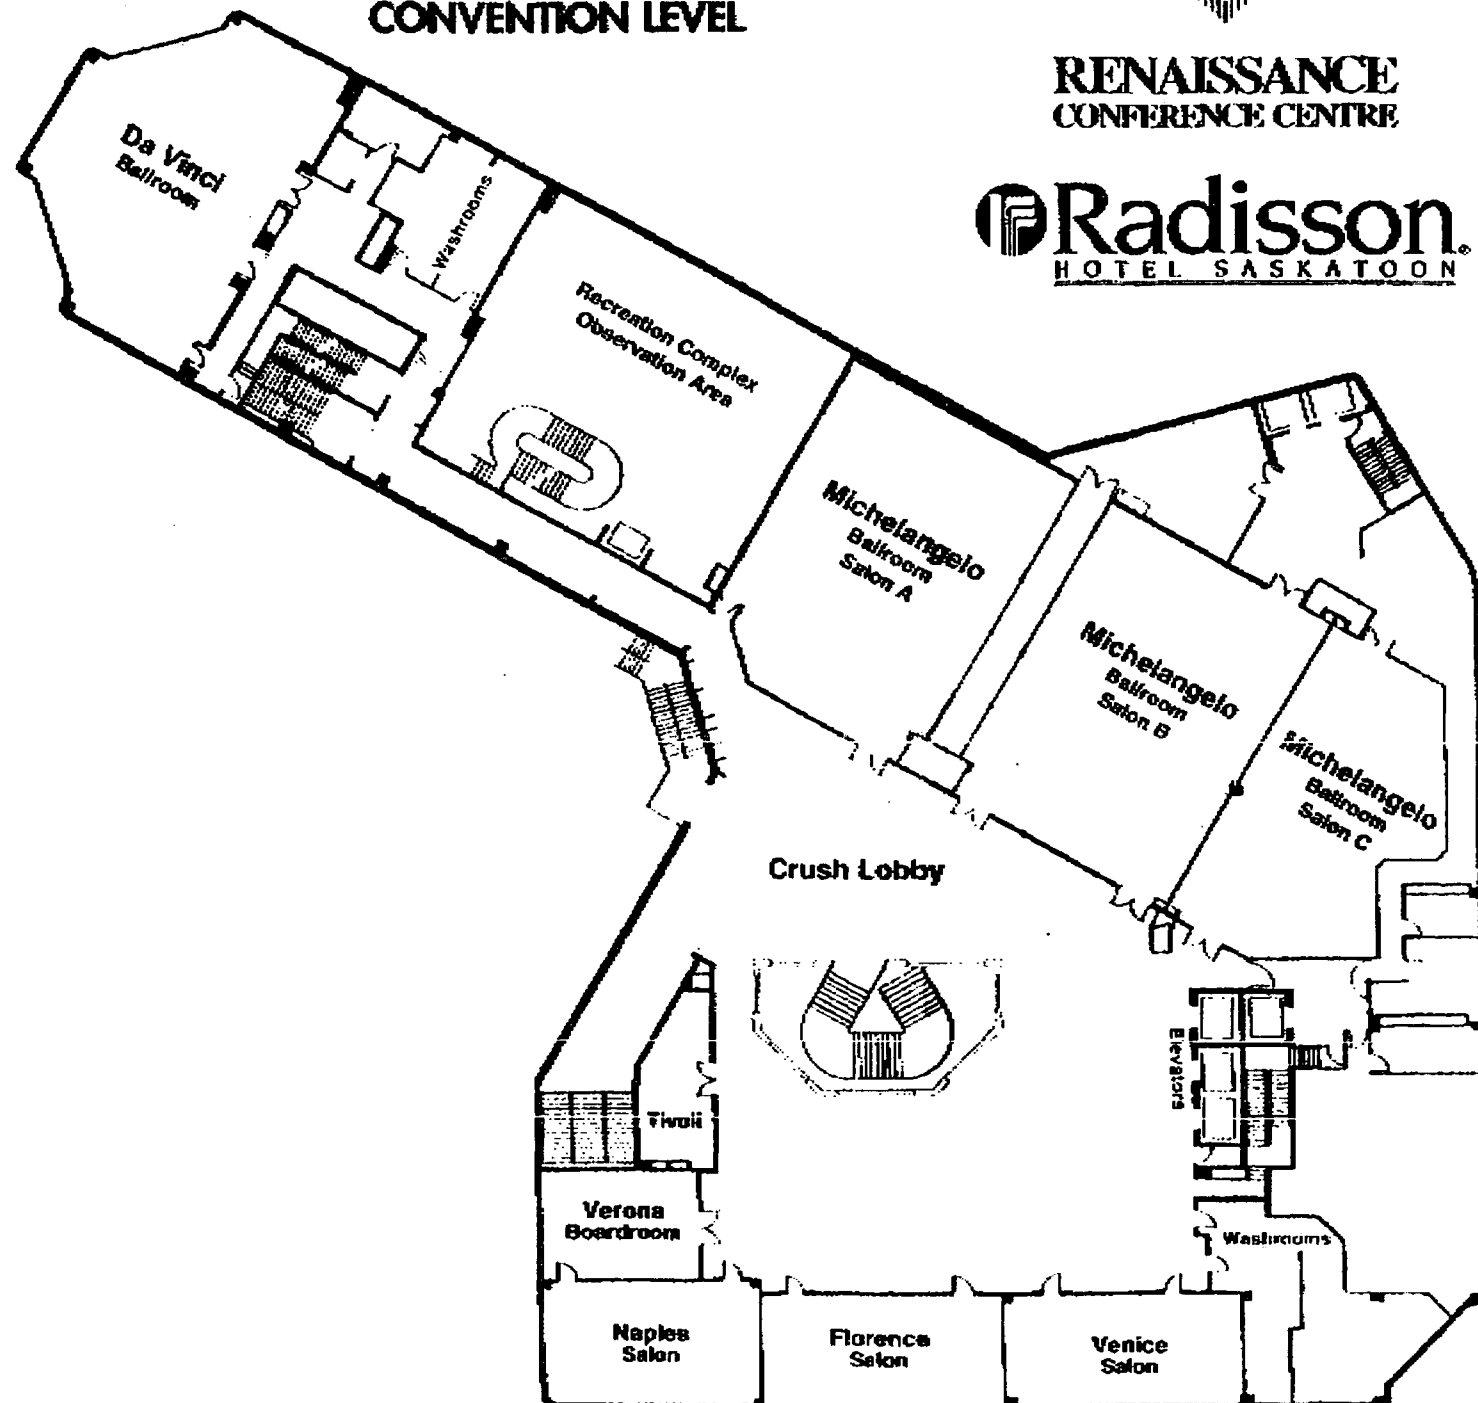 CONVENTION LEVEL
RENAISSANCE
CONFERENCE CENTRE
Radisson®
HOTEL SASKATOON
Da Vinci
Ballroom
Washrooms
Recreation Complex
Observation Area
Michelangelo
Ballroom
Salon A
Michelangelo
Ballroom
Salon B
Michelangelo
Ballroom
Salon C
Crush Lobby
Elevators
Tivoli
Verona
Boardroom
Washrooms
Naples
Salon
Florence
Salon
Venice
Salon